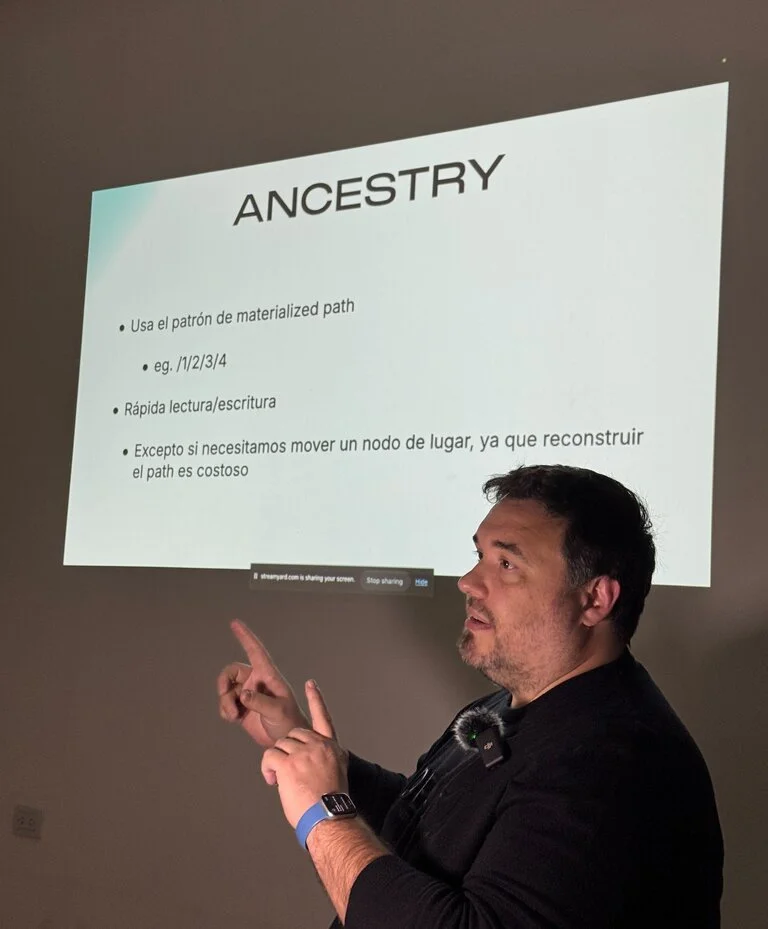 ANCESTRY
• Usa el patrón de materialized path
• eg. /1/2/3/4
• Rápida lectura/escritura
• Excepto si necesitamos mover un nodo de lugar, ya que reconstruir
el path es costoso
streamyard.com is sharing your screen. Stop sharing Hide
dji